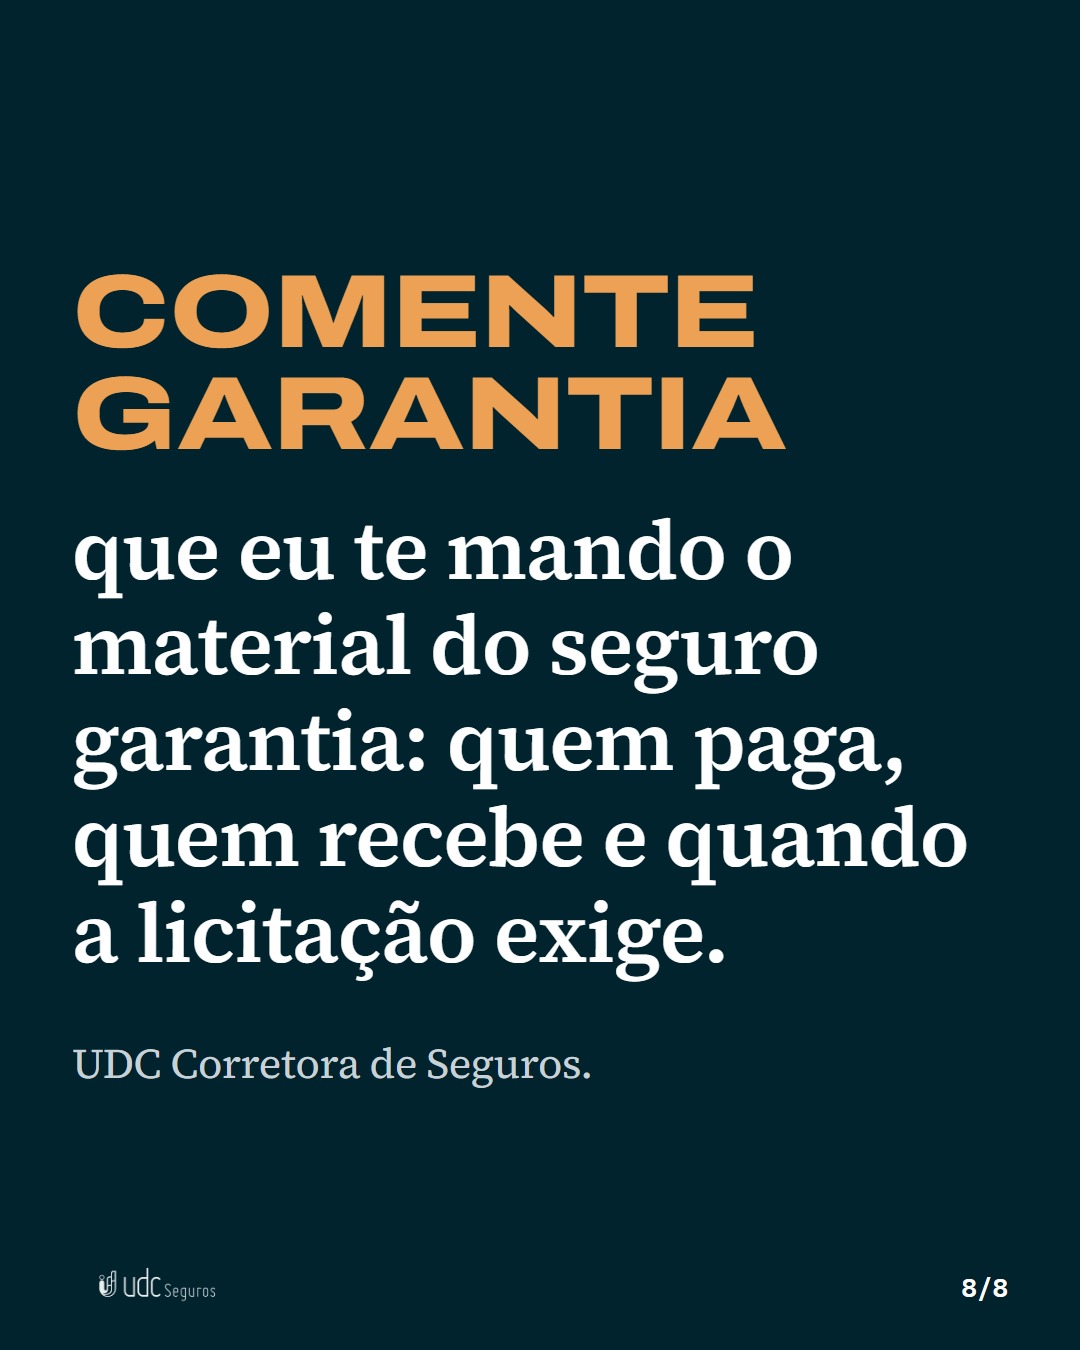 COMENTE
GARANTIA
que eu te mando o
material do seguro
garantia: quem paga,
quem recebe e quando
a licitação exige.
UDC Corretora de Seguros.
udc Seguros
8/8